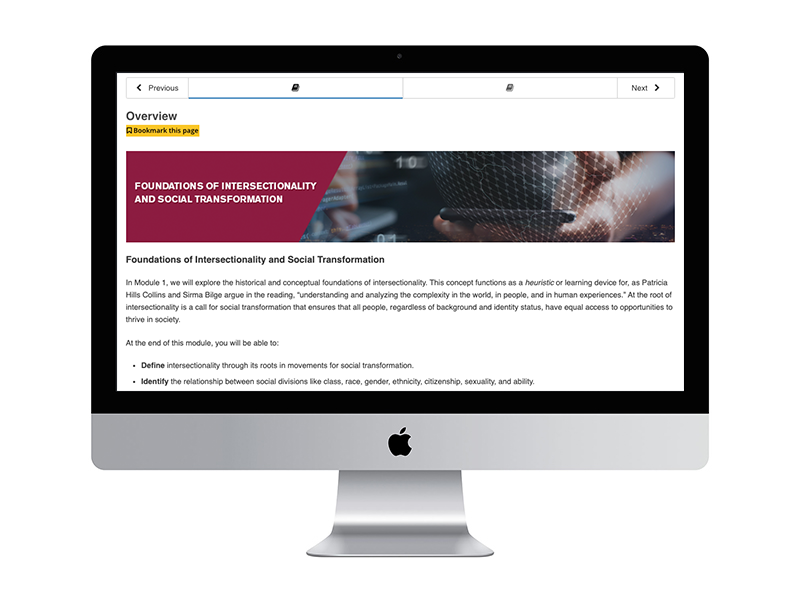 Previous
Next
Overview
Bookmark this page
10
FOUNDATIONS OF INTERSECTIONALITY
AND SOCIAL TRANSFORMATION
01
Foundations of Intersectionality and Social Transformation
In Module 1, we will explore the historical and conceptual foundations of intersectionality. This concept functions as a heuristic or learning device for, as Patricia
Hills Collins and Sirma Bilge argue in the reading, “understanding and analyzing the complexity in the world, in people, and in human experiences.” At the root of
intersectionality is a call for social transformation that ensures that all people, regardless of background and identity status, have equal access to opportunities to
thrive in society.
At the end of this module, you will be able to:
• Define intersectionality through its roots in movements for social transformation.
• Identify the relationship between social divisions like class, race, gender, ethnicity, citizenship, sexuality, and ability.